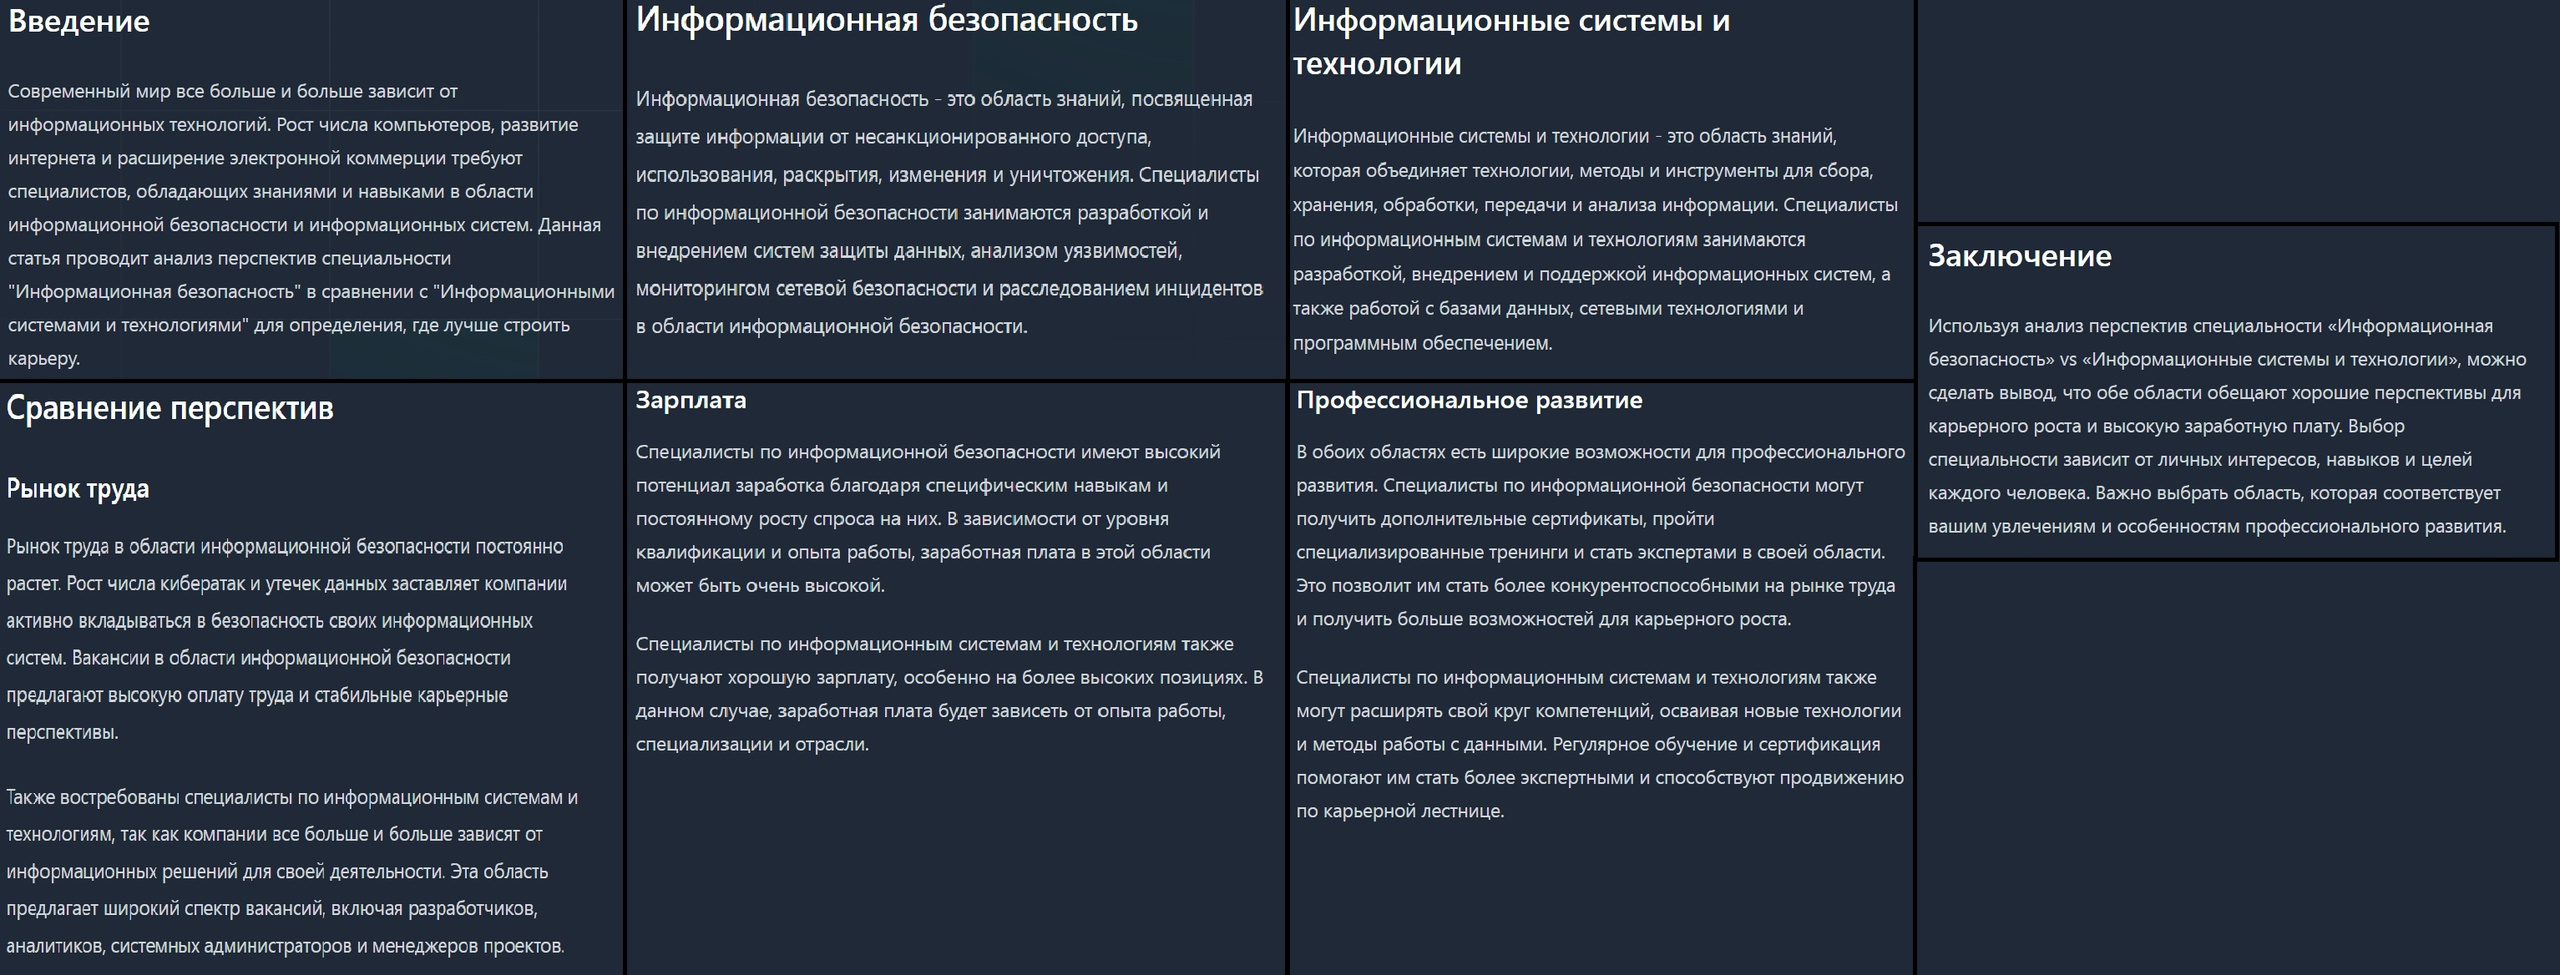 Введение
Современный мир все больше и больше зависит от
информационных технологий. Рост числа компьютеров, развитие
интернета и расширение электронной коммерции требуют
специалистов, обладающих знаниями и навыками в области
информационной безопасности и информационных систем. Данная
статья проводит анализ перспектив специальности
"Информационная безопасность" в сравнении с "Информационными
системами и технологиями" для определения, где лучше строить
карьеру.
Информационная безопасность
Информационная безопасность - это область знаний, посвященная
защите информации от несанкционированного доступа,
использования, раскрытия, изменения и уничтожения. Специалисты
по информационной безопасности занимаются разработкой и
внедрением систем защиты данных, анализом уязвимостей,
мониторингом сетевой безопасности и расследованием инцидентов
в области информационной безопасности.
Информационные системы и
технологии
Информационные системы и технологии - это область знаний,
которая объединяет технологии, методы и инструменты для сбора,
хранения, обработки, передачи и анализа информации. Специалисты
по информационным системам и технологиям занимаются
разработкой, внедрением и поддержкой информационных систем, а
также работой с базами данных, сетевыми технологиями и
программным обеспечением.
Сравнение перспектив
Рынок труда
Рынок труда в области информационной безопасности постоянно
растет. Рост числа кибератак и утечек данных заставляет компании
активно вкладываться в безопасность своих информационных
систем. Вакансии в области информационной безопасности
предлагают высокую оплату труда и стабильные карьерные
перспективы.
Также востребованы специалисты по информационным системам и
технологиям, так как компании все больше и больше зависят от
информационных решений для своей деятельности. Эта область
предлагает широкий спектр вакансий, включая разработчиков,
аналитиков, системных администраторов и менеджеров проектов.
Зарплата
Специалисты по информационной безопасности имеют высокий
потенциал заработка благодаря специфическим навыкам и
постоянному росту спроса на них. В зависимости от уровня
квалификации и опыта работы, заработная плата в этой области
может быть очень высокой.
Специалисты по информационным системам и технологиям также
получают хорошую зарплату, особенно на более высоких позициях. В
данном случае, заработная плата будет зависеть от опыта работы,
специализации и отрасли.
Профессиональное развитие
В обоих областях есть широкие возможности для профессионального
развития. Специалисты по информационной безопасности могут
получить дополнительные сертификаты, пройти
специализированные тренинги и стать экспертами в своей области.
Это позволит им стать более конкурентоспособными на рынке труда
и получить больше возможностей для карьерного роста.
Специалисты по информационным системам и технологиям также
могут расширять свой круг компетенций, осваивая новые технологии
и методы работы с данными. Регулярное обучение и сертификация
помогают им стать более экспертными и способствуют продвижению
по карьерной лестнице.
Заключение
Используя анализ перспектив специальности «Информационная
безопасность» vs «Информационные системы и технологии», можно
сделать вывод, что обе области обещают хорошие перспективы для
карьерного роста и высокую заработную плату. Выбор
специальности зависит от личных интересов, навыков и целей
каждого человека. Важно выбрать область, которая соответствует
вашим увлечениям и особенностям профессионального развития.